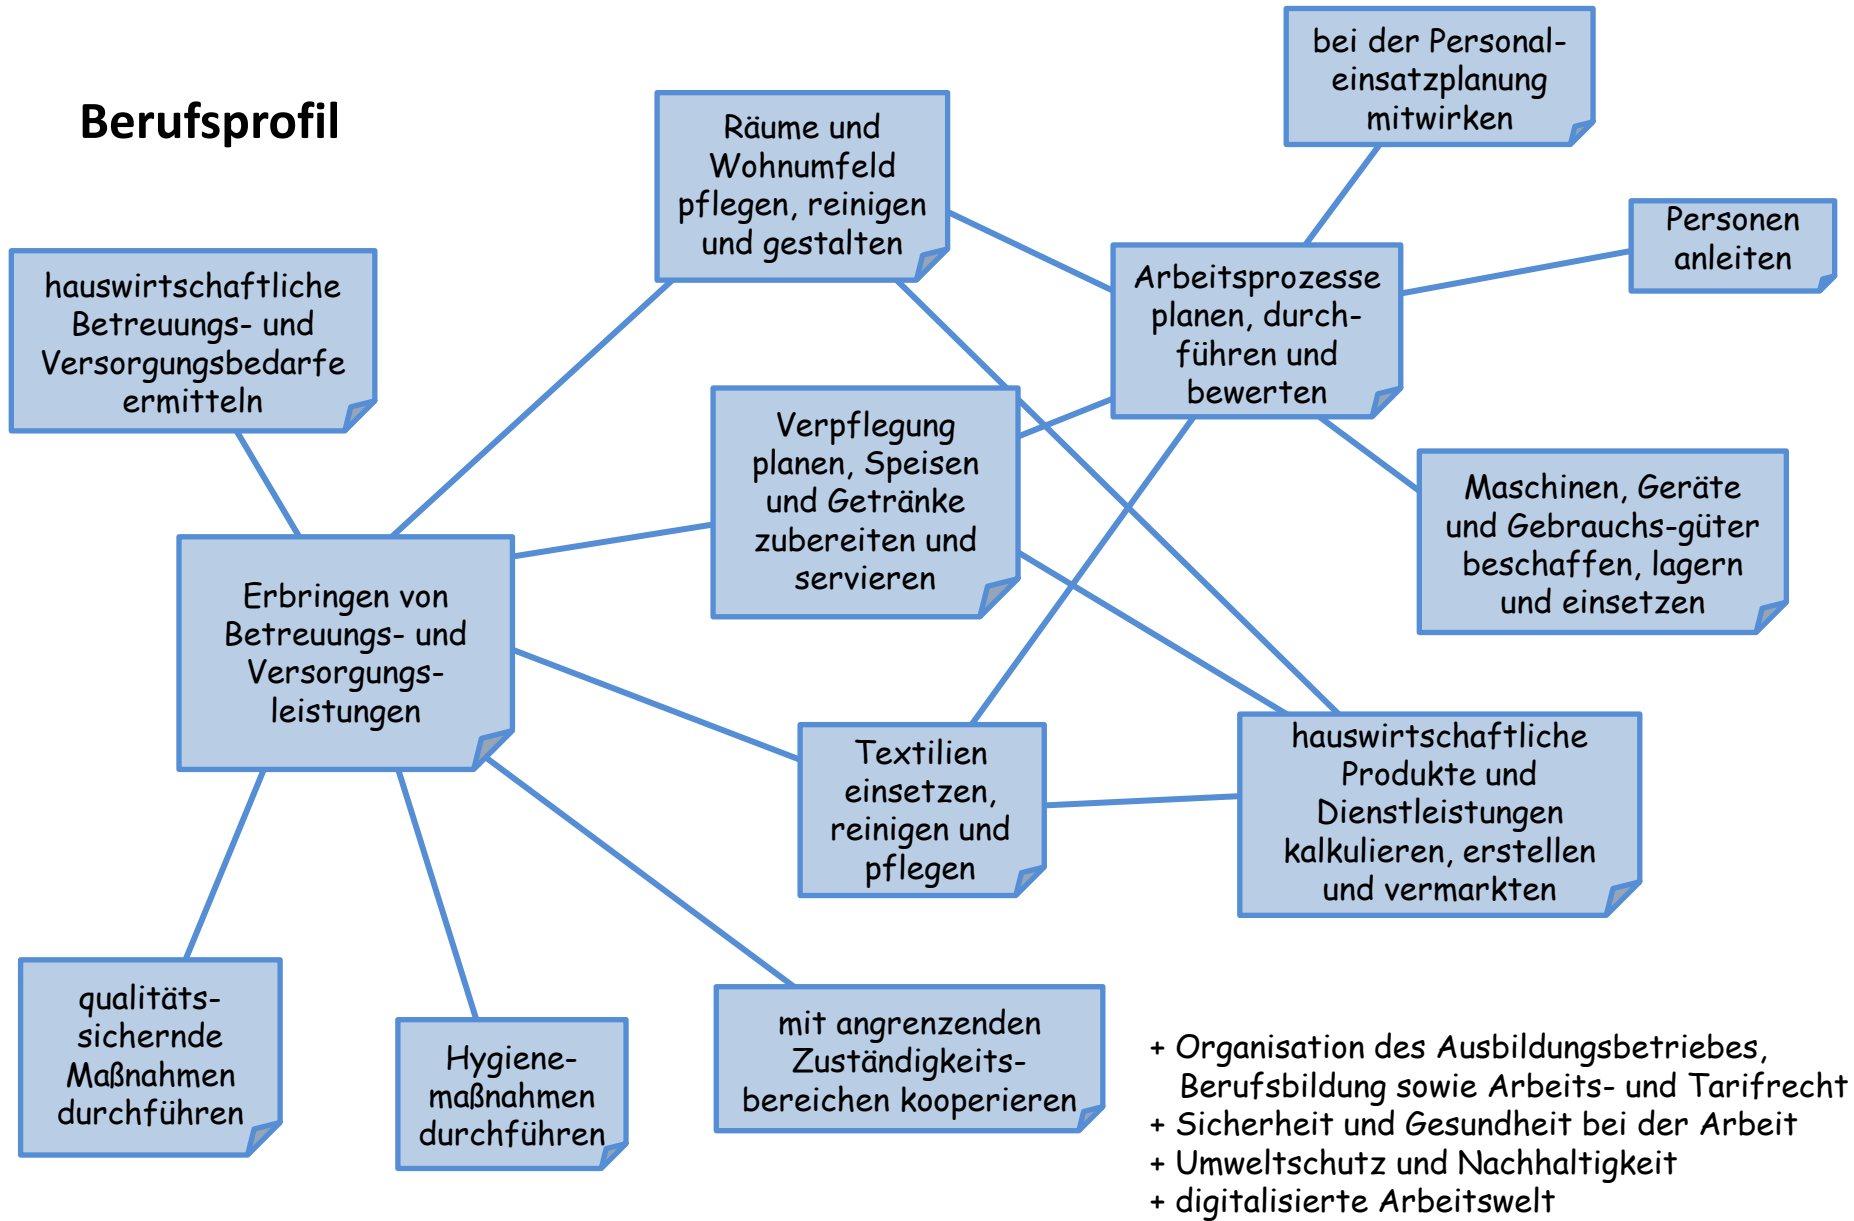 Berufsprofil
bei der Personal-
einsatzplanung
mitwirken
Räume und
Wohnumfeld
pflegen, reinigen
und gestalten
Personen
anleiten
hauswirtschaftliche
Betreuungs- und
Versorgungsbedarfe
ermitteln
Arbeitsprozesse
planen, durch-
führen und
bewerten
Verpflegung
planen, Speisen
und Getränke
zubereiten und
servieren
Maschinen, Geräte
und Gebrauchs-güter
beschaffen, lagern
und einsetzen
Erbringen von
Betreuungs- und
Versorgungs-
leistungen
Textilien
einsetzen,
reinigen und
pflegen
hauswirtschaftliche
Produkte und
Dienstleistungen
kalkulieren, erstellen
und vermarkten
qualitäts-
sichernde
Maßnahmen
durchführen
Hygiene-
maßnahmen
durchführen
mit angrenzenden
Zuständigkeits-
bereichen kooperieren
+ Organisation des Ausbildungsbetriebes,
Berufsbildung sowie Arbeits- und Tarifrecht
+ Sicherheit und Gesundheit bei der Arbeit
+ Umweltschutz und Nachhaltigkeit
+ digitalisierte Arbeitswelt